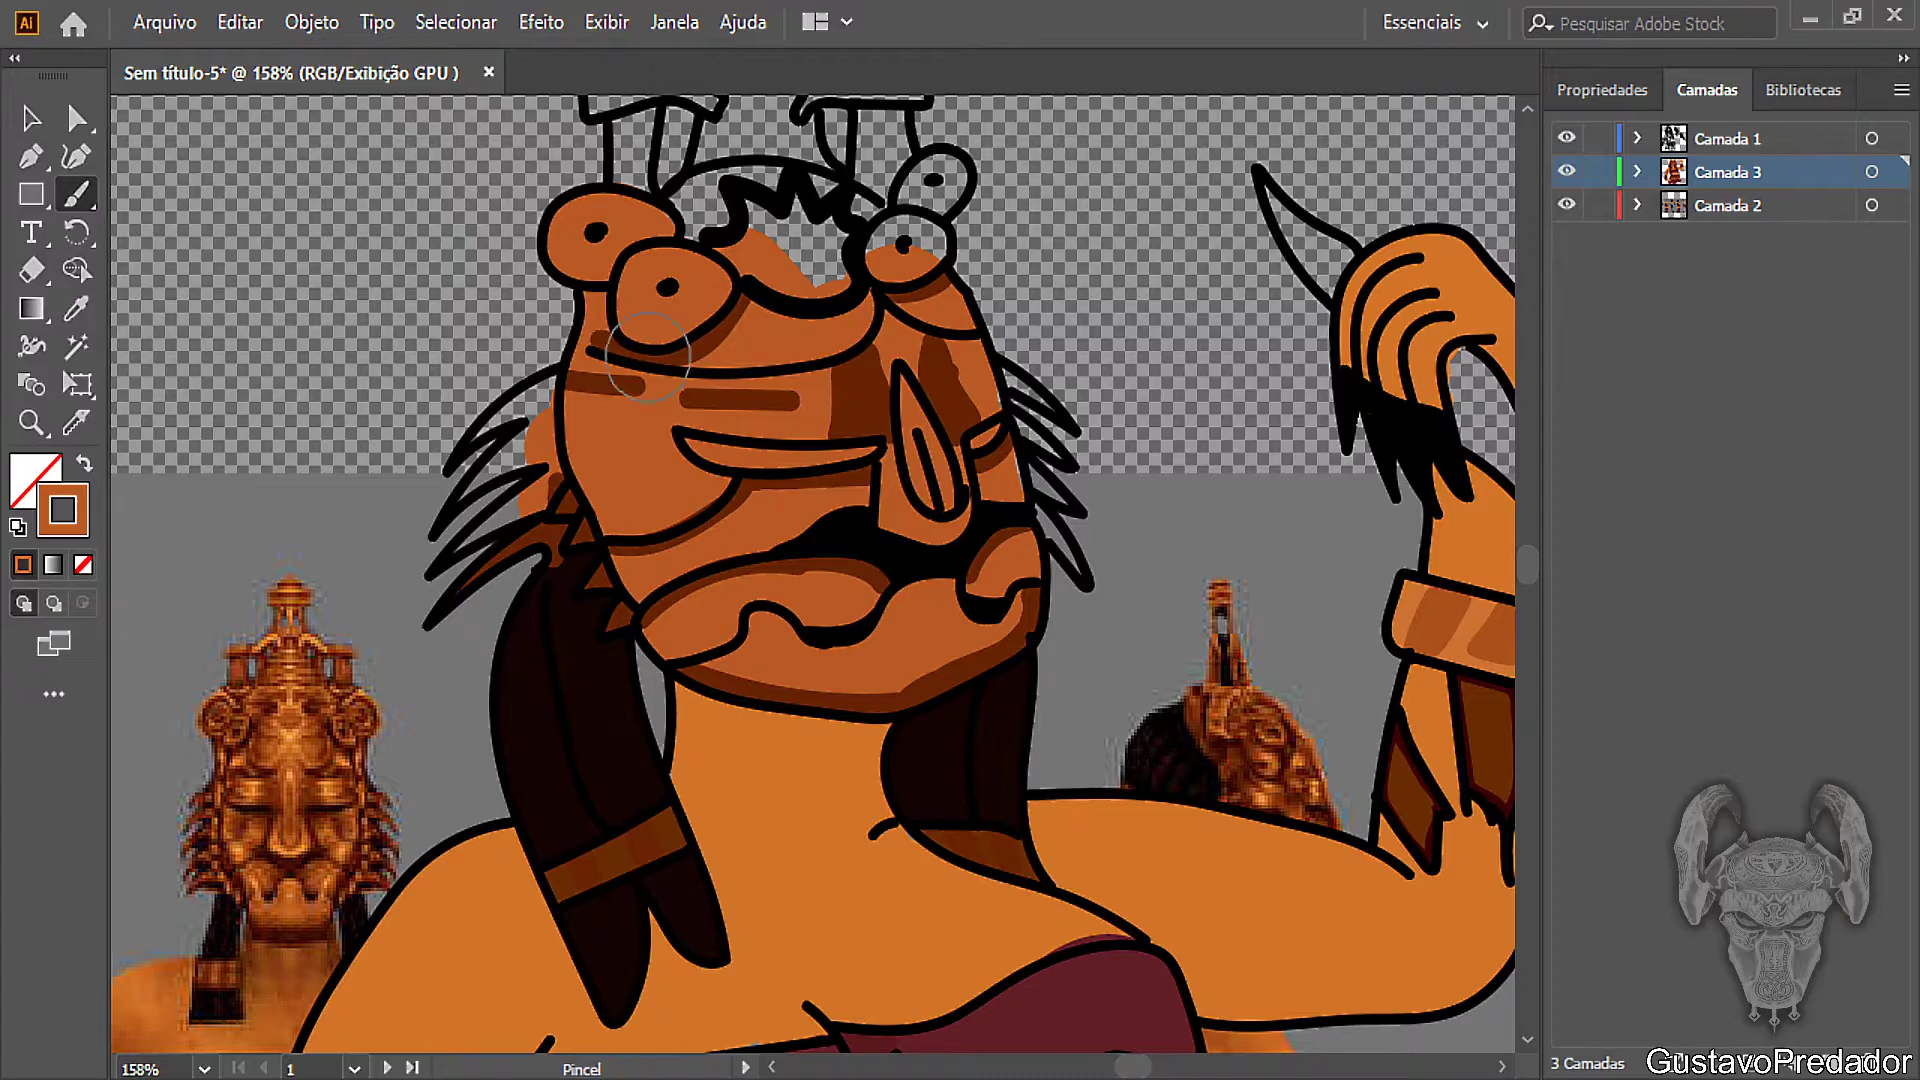 Ai
Arquivo Editar Objeto Tipo Selecionar Efeito Exibir Janela Ajuda
Essenciais
Pesquisar Adobe Stock
Sem título-5* @ 158% (RGB/Exibição GPU )
Propriedades Camadas Bibliotecas
Camada 1
Camada 3
Camada 2
158%
1
Pincel
3 Camadas
GustavoPredador